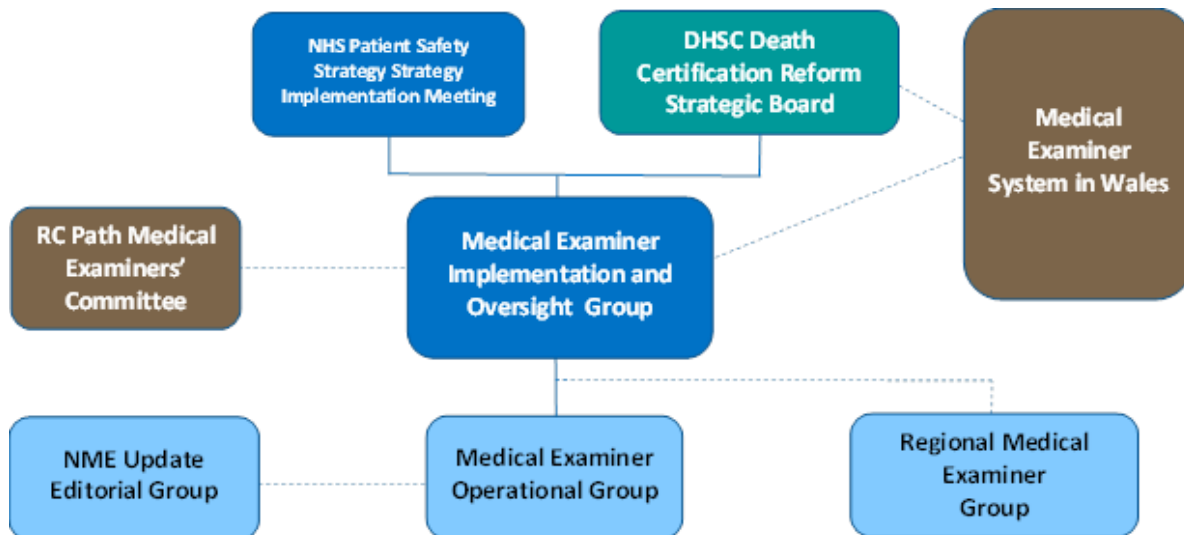 NHS Patient Safety
Strategy Strategy
Implementation Meeting
DHSC Death
Certification Reform
Strategic Board
Medical
Examiner
System in Wales
RC Path Medical
Examiners’
Committee
Medical Examiner
Implementation and
Oversight Group
NME Update
Editorial Group
Medical Examiner
Operational Group
Regional Medical
Examiner
Group